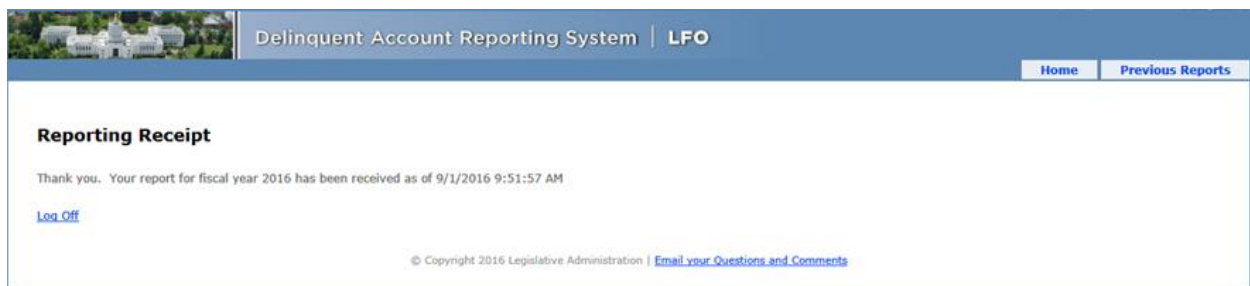 Delinquent Account Reporting System | LFO
Home Previous Reports
Reporting Receipt
Thank you. Your report for fiscal year 2016 has been received as of 9/1/2016 9:51:57 AM
Log Off
© Copyright 2016 Legislative Administration | Email your Questions and Comments